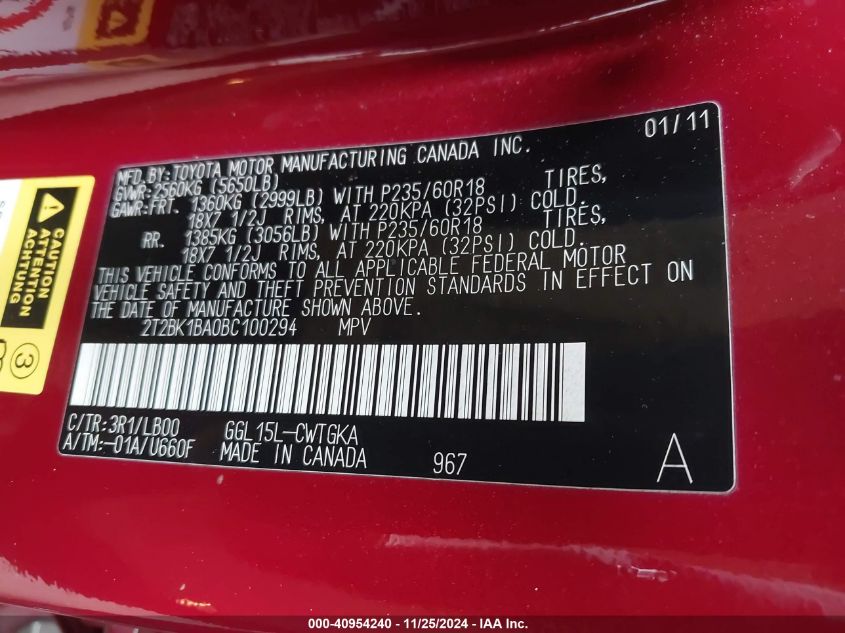 01/11
MFD.BY:TOYOTA MOTOR MANUFACTURING CANADA INC.
GVWR:2560KG (5650LB)
GAWR-FRT. 1360KG (2999LB) WITH P235/60R18 TIRES,
18X7 1/2J RIMS, AT 220KPA (32PSI) COLD.
RR. 1385KG (3056LB) WITH P235/60R18 TIRES,
18X7 1/2J RIMS, AT 220KPA (32PSI) COLD.
THIS VEHICLE CONFORMS TO ALL APPLICABLE FEDERAL MOTOR
VEHICLE SAFETY AND THEFT PREVENTION STANDARDS IN EFFECT ON
THE DATE OF MANUFACTURE SHOWN ABOVE.
2T2BK1BA0BC100294 MPV
C/TR:3R1/LB00 GGL15L-CWTGKA
A/TM:-01A/U660F MADE IN CANADA 967 A
CAUTION
ATTENTION
ACHTUNG
3
000-40954240 - 11/25/2024 - IAA Inc.